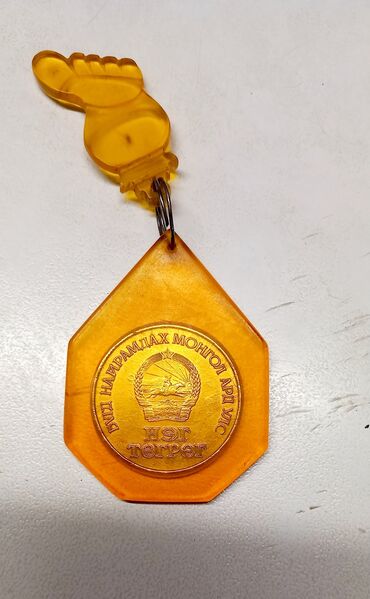 БҮГД НАЙРАМДАХ МОНГОЛ АРД УЛС
НЭГ
ТӨГРӨГ